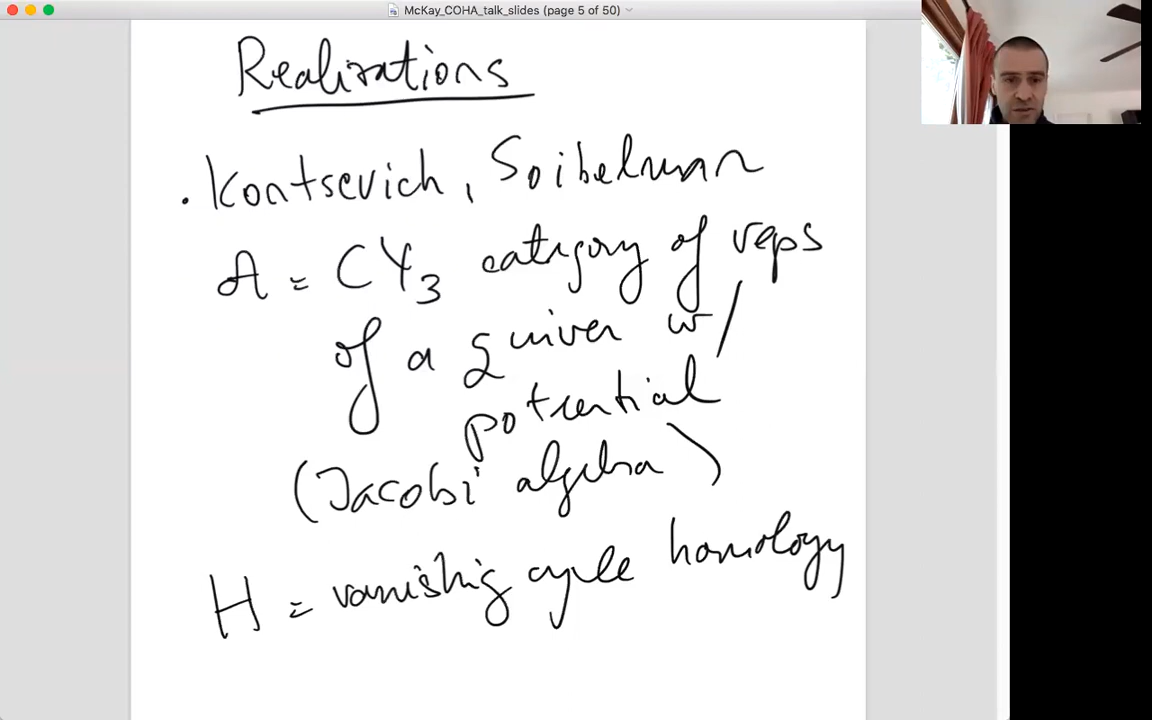 McKay_COHA_talk_slides (page 5 of 50)
Realizations
• Kontsevich, Soibelman
A = CY3 category of reps
of a quiver w/
potential
(Jacobi algebra)
H = vanishing cycle homology